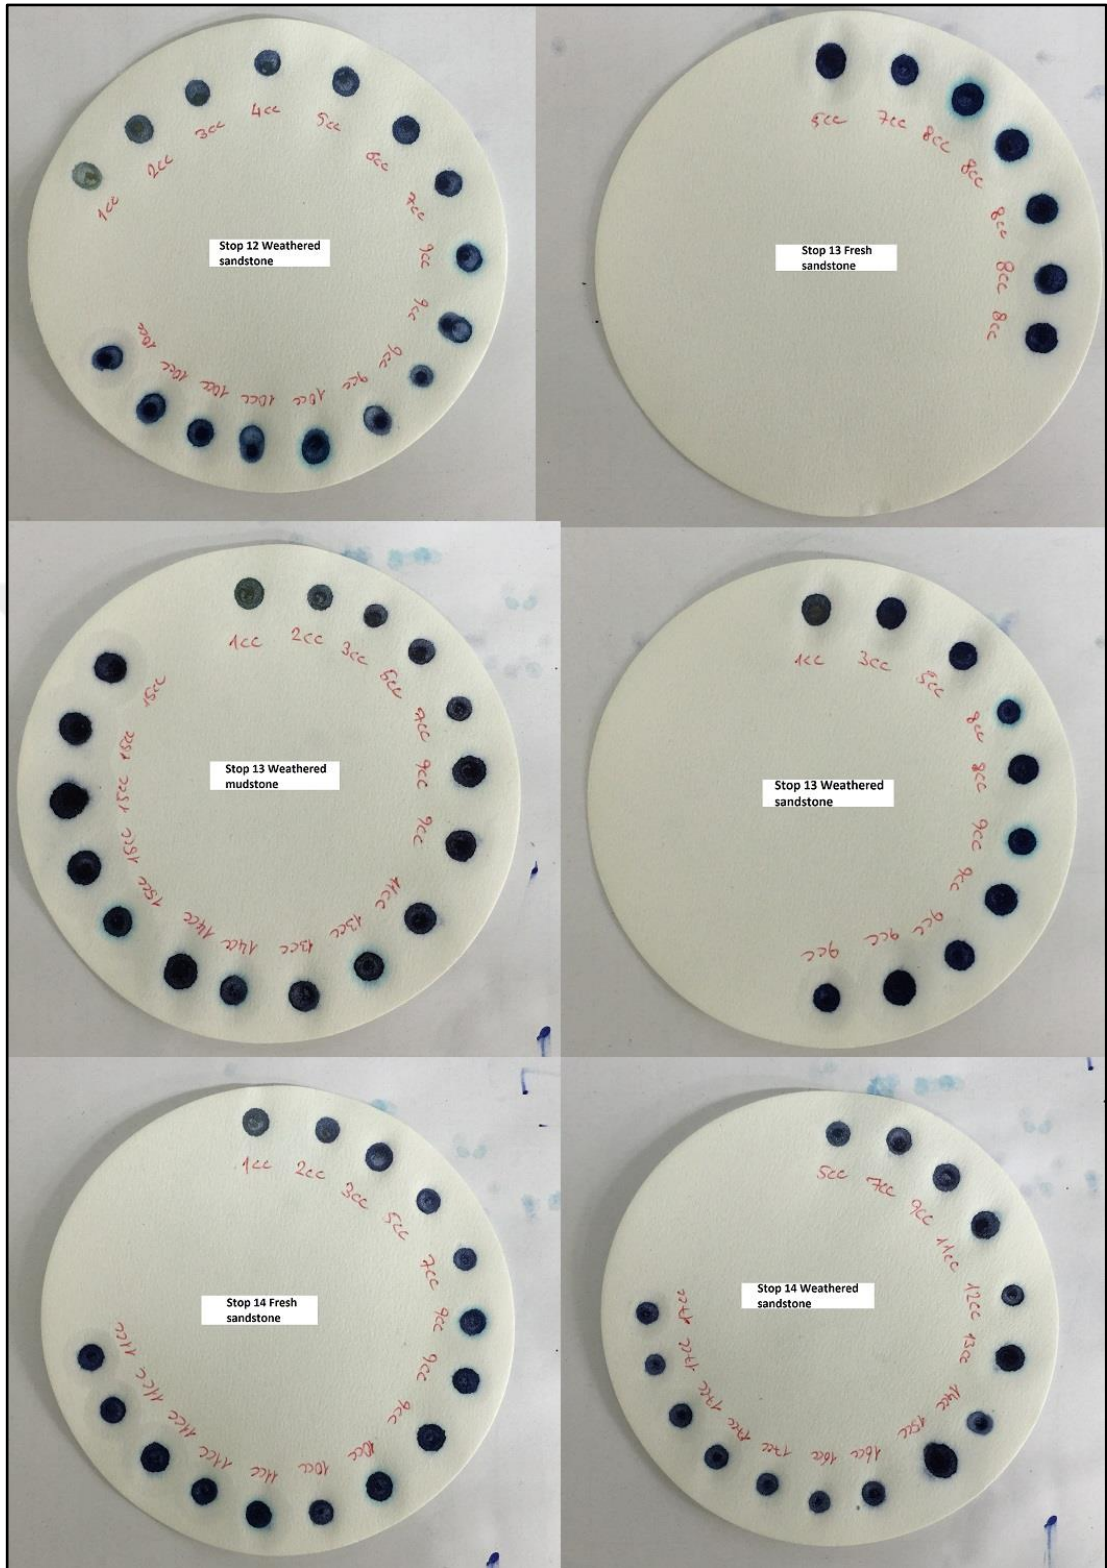 1cc
2cc
3cc
4cc
5cc
6cc
7cc
9cc
9cc
9cc
9cc
10cc
10cc
10cc
10cc
10cc
Stop 12 Weathered
sandstone
7cc
8cc
8cc
8cc
8cc
8cc
Stop 13 Fresh
sandstone
1cc
2cc
3cc
5cc
7cc
9cc
9cc
11cc
13cc
13cc
14cc
14cc
15cc
15cc
15cc
15cc
15cc
Stop 13 Weathered
mudstone
1cc
3cc
5cc
8cc
8cc
9cc
9cc
9cc
9cc
9cc
Stop 13 Weathered
sandstone
1cc
2cc
3cc
5cc
7cc
9cc
9cc
9cc
10cc
10cc
11cc
11cc
11cc
11cc
11cc
Stop 14 Fresh
sandstone
5cc
7cc
9cc
11cc
12cc
13cc
14cc
15cc
16cc
16cc
17cc
17cc
17cc
17cc
17cc
Stop 14 Weathered
sandstone